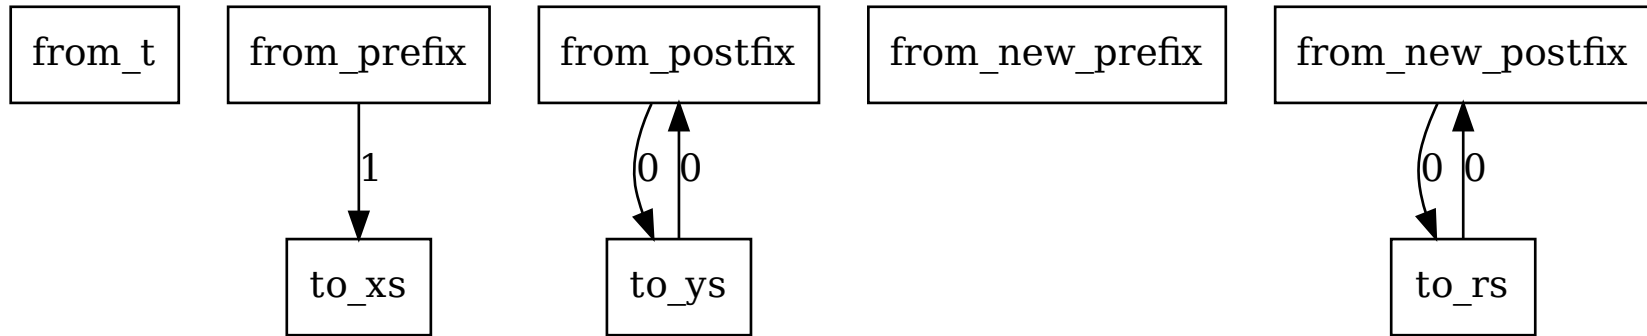 from_t
from_prefix
from_postfix
from_new_prefix
from_new_postfix
1
0
0
0
0
to_xs
to_ys
to_rs